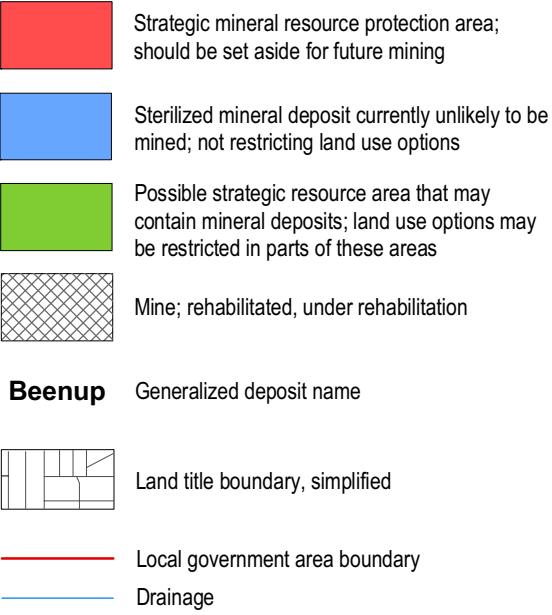 Strategic mineral resource protection area;
should be set aside for future mining
Sterilized mineral deposit currently unlikely to be
mined; not restricting land use options
Possible strategic resource area that may
contain mineral deposits; land use options may
be restricted in parts of these areas
Mine; rehabilitated, under rehabilitation
Beenup Generalized deposit name
Land title boundary, simplified
Local government area boundary
Drainage